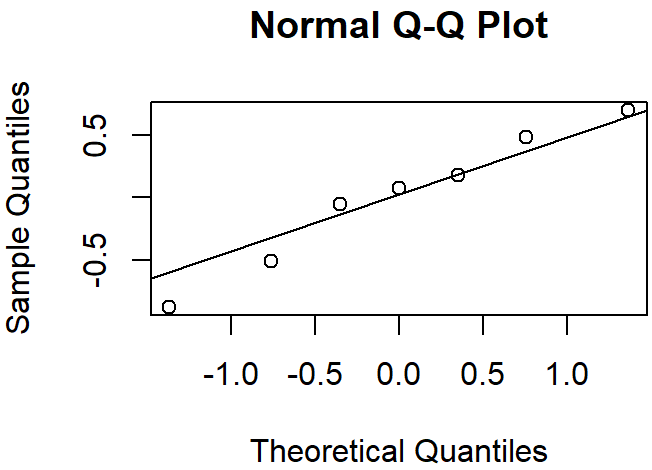 Normal Q-Q Plot
Sample Quantiles
0.5
-0.5
-1.0 -0.5 0.0 0.5 1.0
Theoretical Quantiles